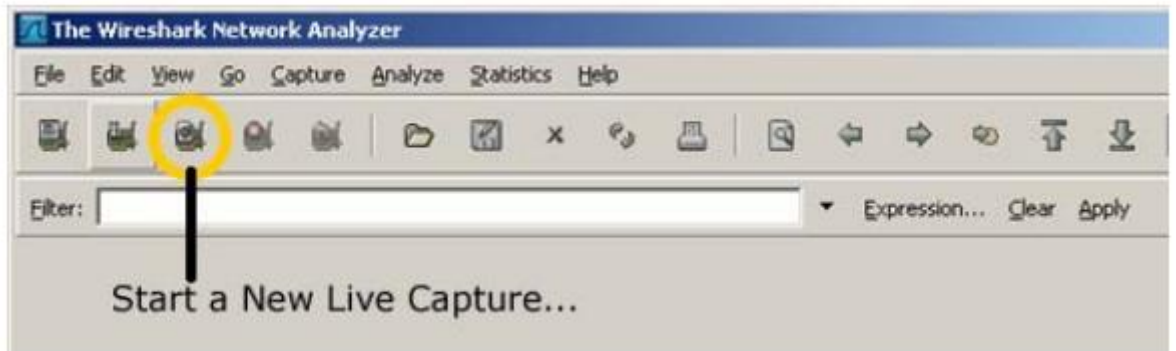 The Wireshark Network Analyzer
File Edit View Go Capture Analyze Statistics Help
Filter: Expression... Clear Apply
Start a New Live Capture...